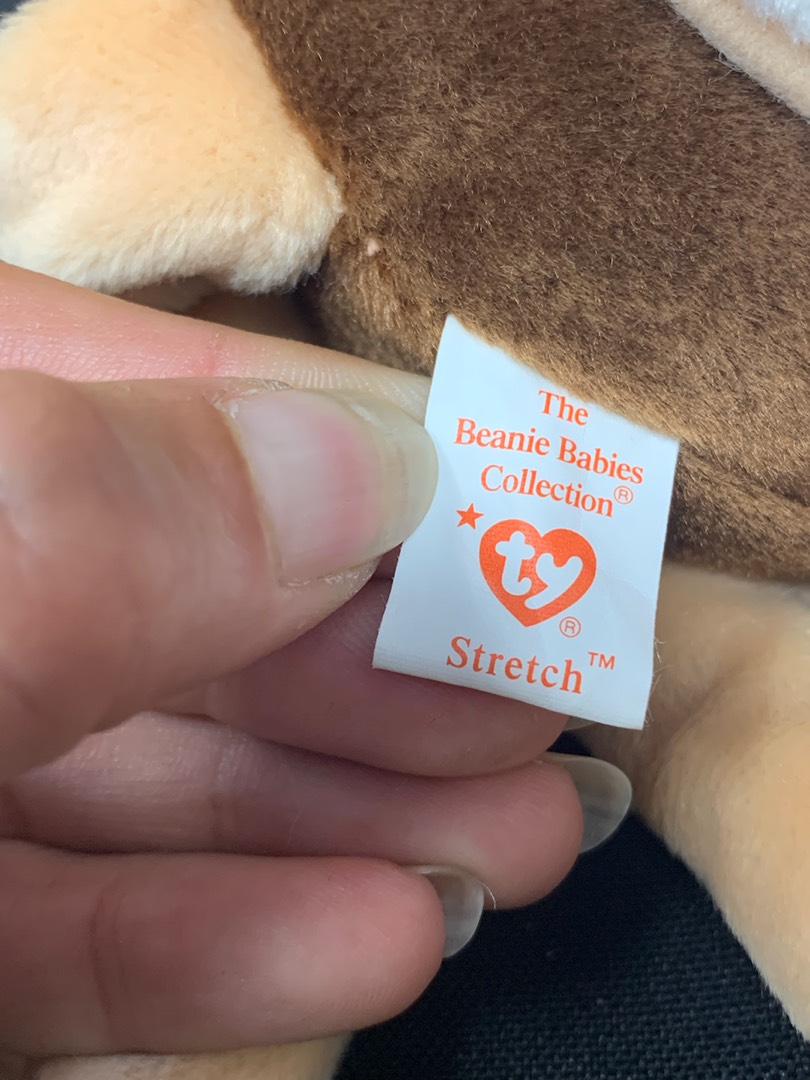 The
Beanie Babies
Collection®
ty®
Stretch™